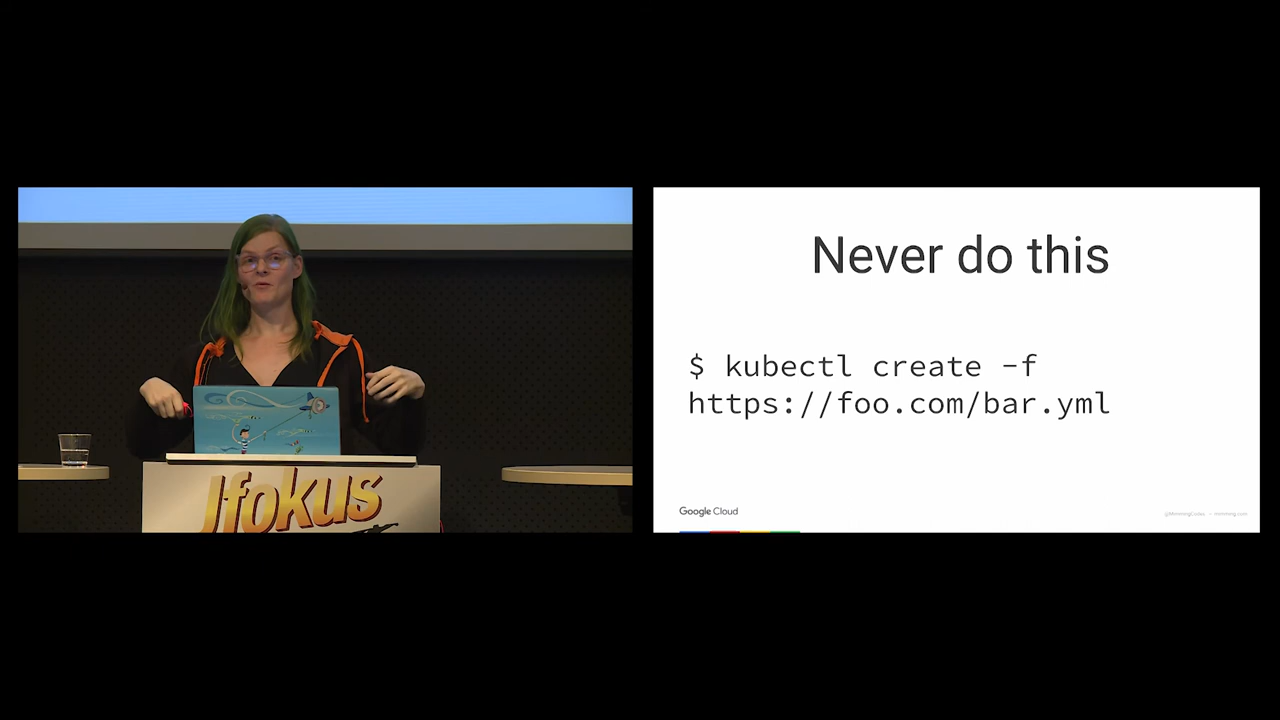 Jfokus
Never do this
$ kubectl create -f
https://foo.com/bar.yml
Google Cloud